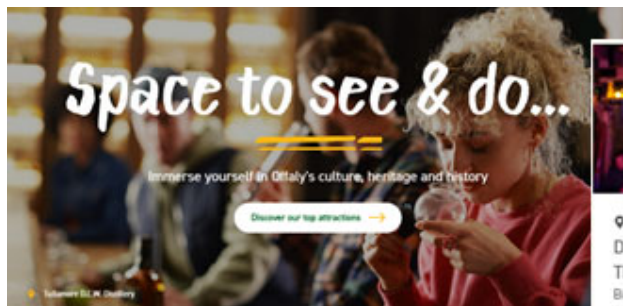 Space to see & do...
Immerse yourself in Offaly's culture, heritage and history
Discover our top attractions
Tullamore D.E.W. Distillery